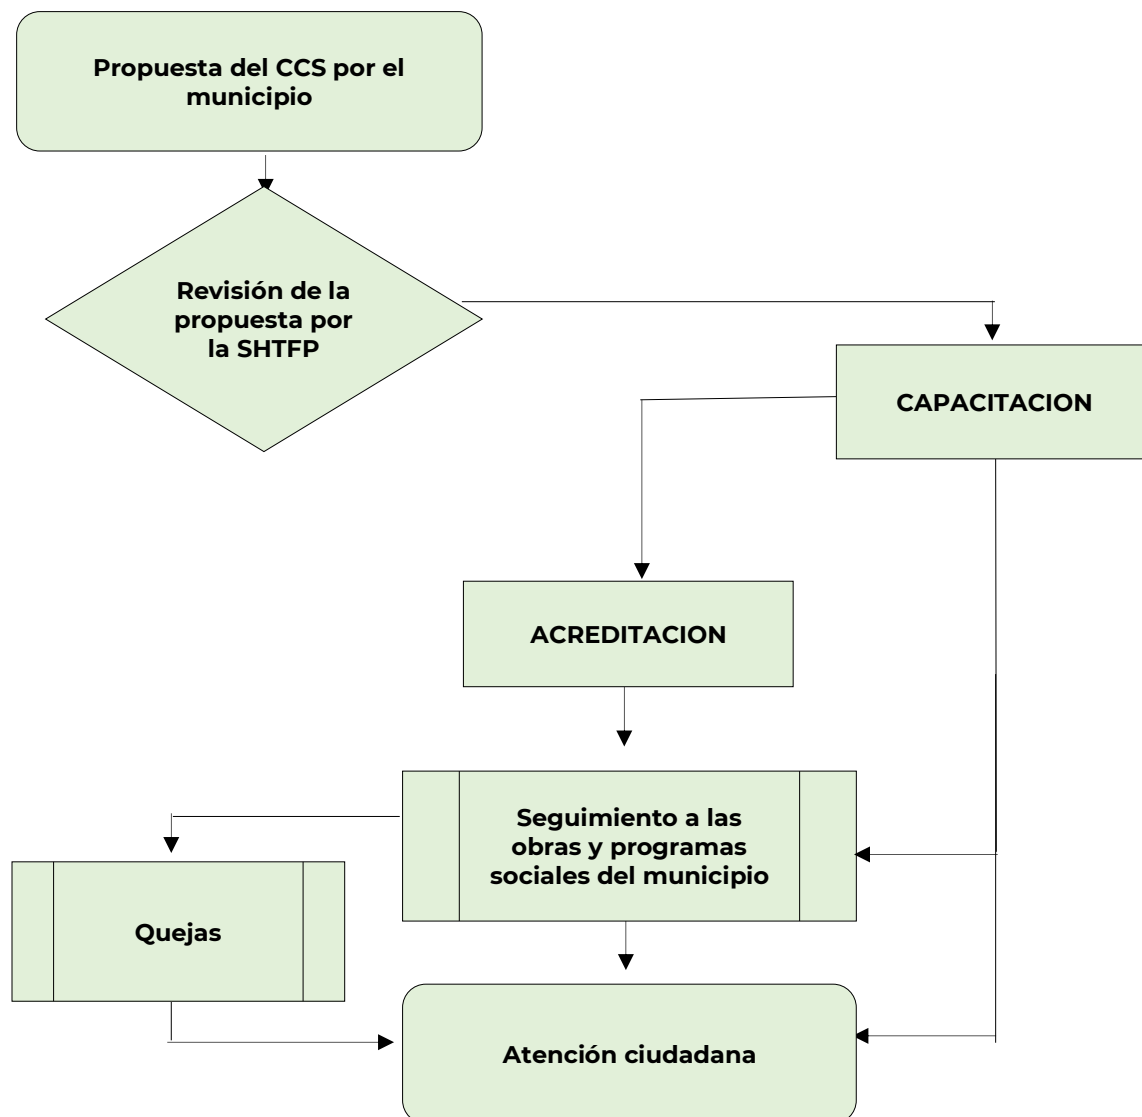 Propuesta del CCS por el
municipio
Revisión de la
propuesta por
la SHTFP
CAPACITACION
ACREDITACION
Seguimiento a las
obras y programas
sociales del municipio
Quejas
Atención ciudadana